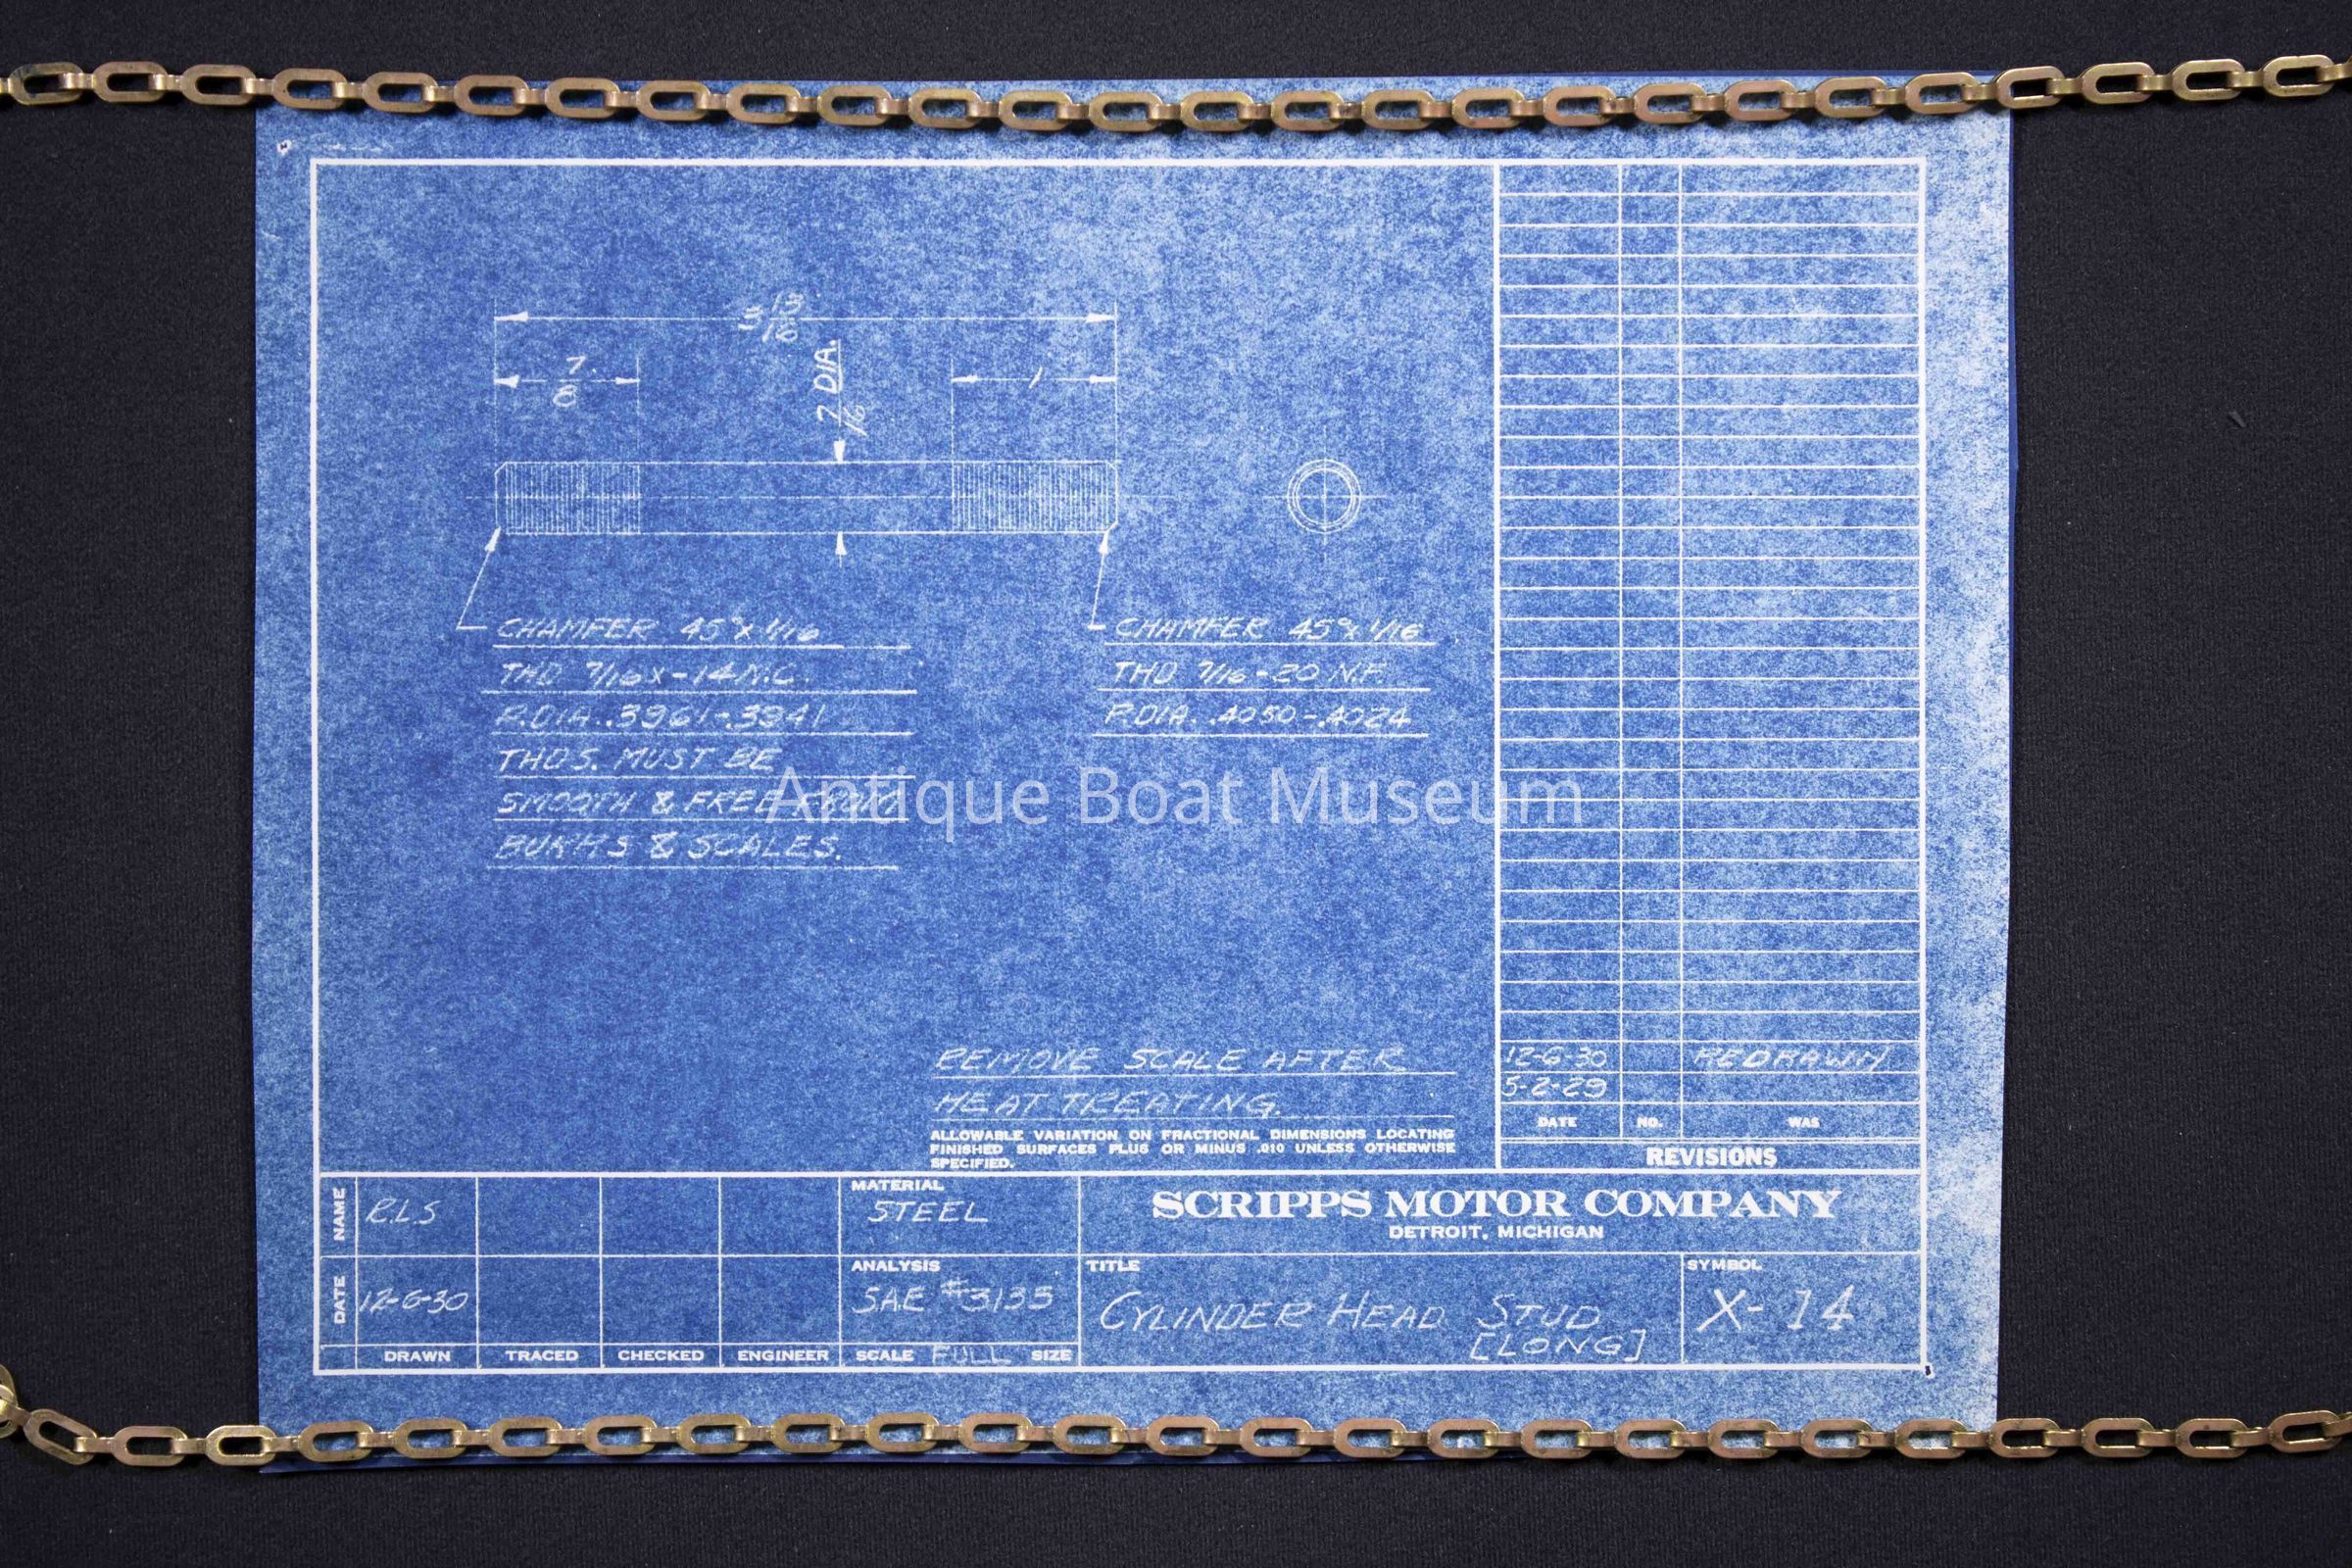 3 13/16
7/8
1
7/16 DIA.
CHAMFER 45° X 1/16
THD 7/16 X-14 N.C.
P.DIA. .3961-.3941
THDS. MUST BE
SMOOTH & FREE FROM
BURRS & SCALES.
CHAMFER 45° X 1/16
THD 7/16-20 N.F.
P.DIA. .4050-.4024
Antique Boat Museum
REMOVE SCALE AFTER
HEAT TREATING.
ALLOWABLE VARIATION ON FRACTIONAL DIMENSIONS LOCATING
FINISHED SURFACES PLUS OR MINUS .010 UNLESS OTHERWISE
SPECIFIED.
12-6-30 REDRAWN
5-2-29
DATE NO. WAS
REVISIONS
NAME R.L.S
DATE 12-6-30
DRAWN TRACED CHECKED ENGINEER
MATERIAL
STEEL
ANALYSIS
SAE #3135
SCALE FULL SIZE
SCRIPPS MOTOR COMPANY
DETROIT, MICHIGAN
TITLE
CYLINDER HEAD STUD
[LONG]
SYMBOL
X-14